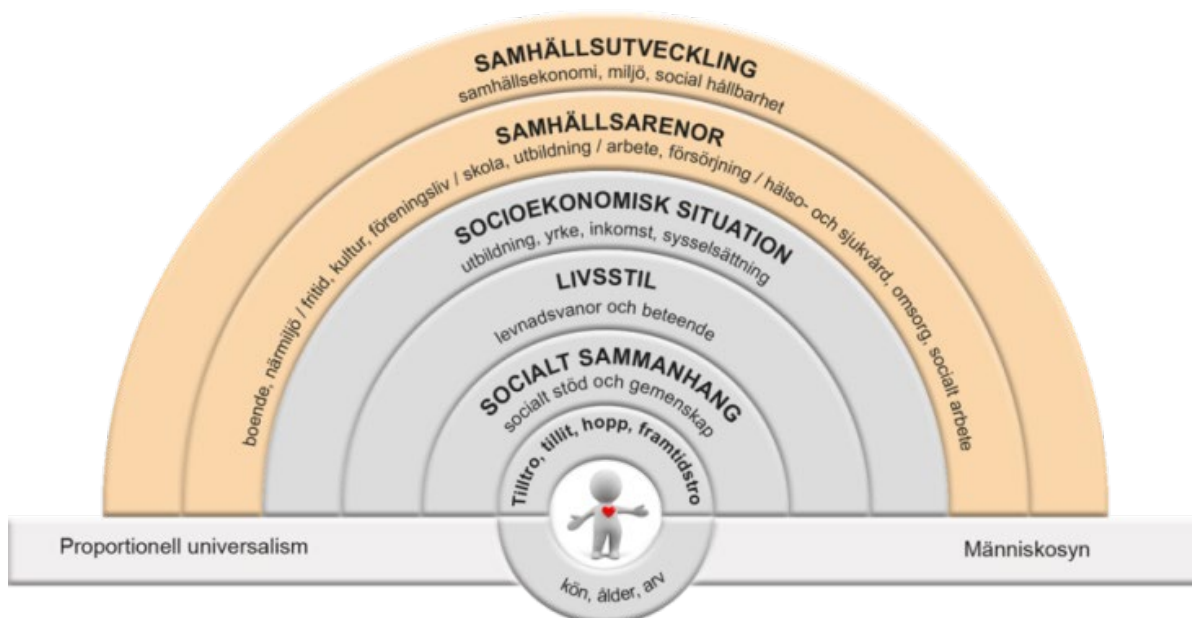 SAMHÄLLSUTVECKLING
samhällsekonomi, miljö, social hållbarhet
SAMHÄLLSARENOR
boende, närmiljö / fritid, kultur, föreningsliv / skola, utbildning / arbete, försörjning / hälso- och sjukvård, omsorg, socialt arbete
SOCIOEKONOMISK SITUATION
utbildning, yrke, inkomst, sysselsättning
LIVSSTIL
levnadsvanor och beteende
SOCIALT SAMMANHANG
socialt stöd och gemenskap
Tilltro, tillit, hopp, framtidstro
Proportionell universalism
Människosyn
kön, ålder, arv